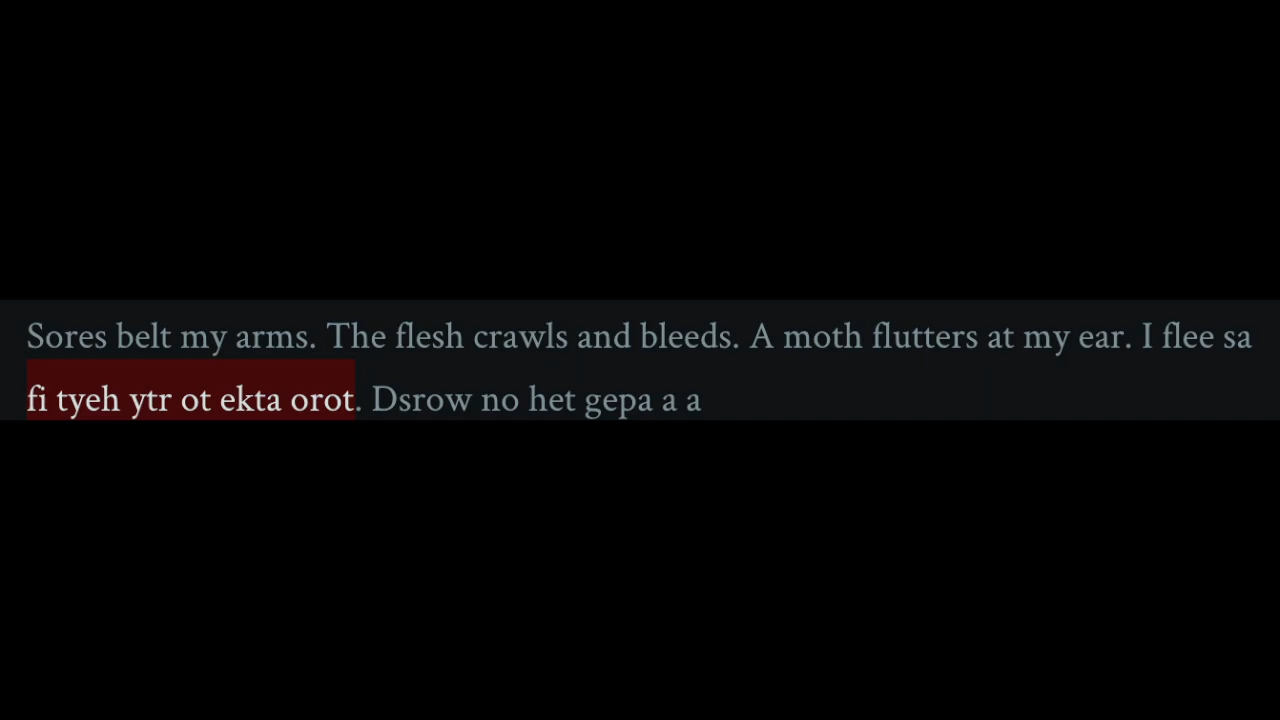 Sores belt my arms. The flesh crawls and bleeds. A moth flutters at my ear. I flee sa
fi tyeh ytr ot ekta orot. Dsrow no het gepa a a